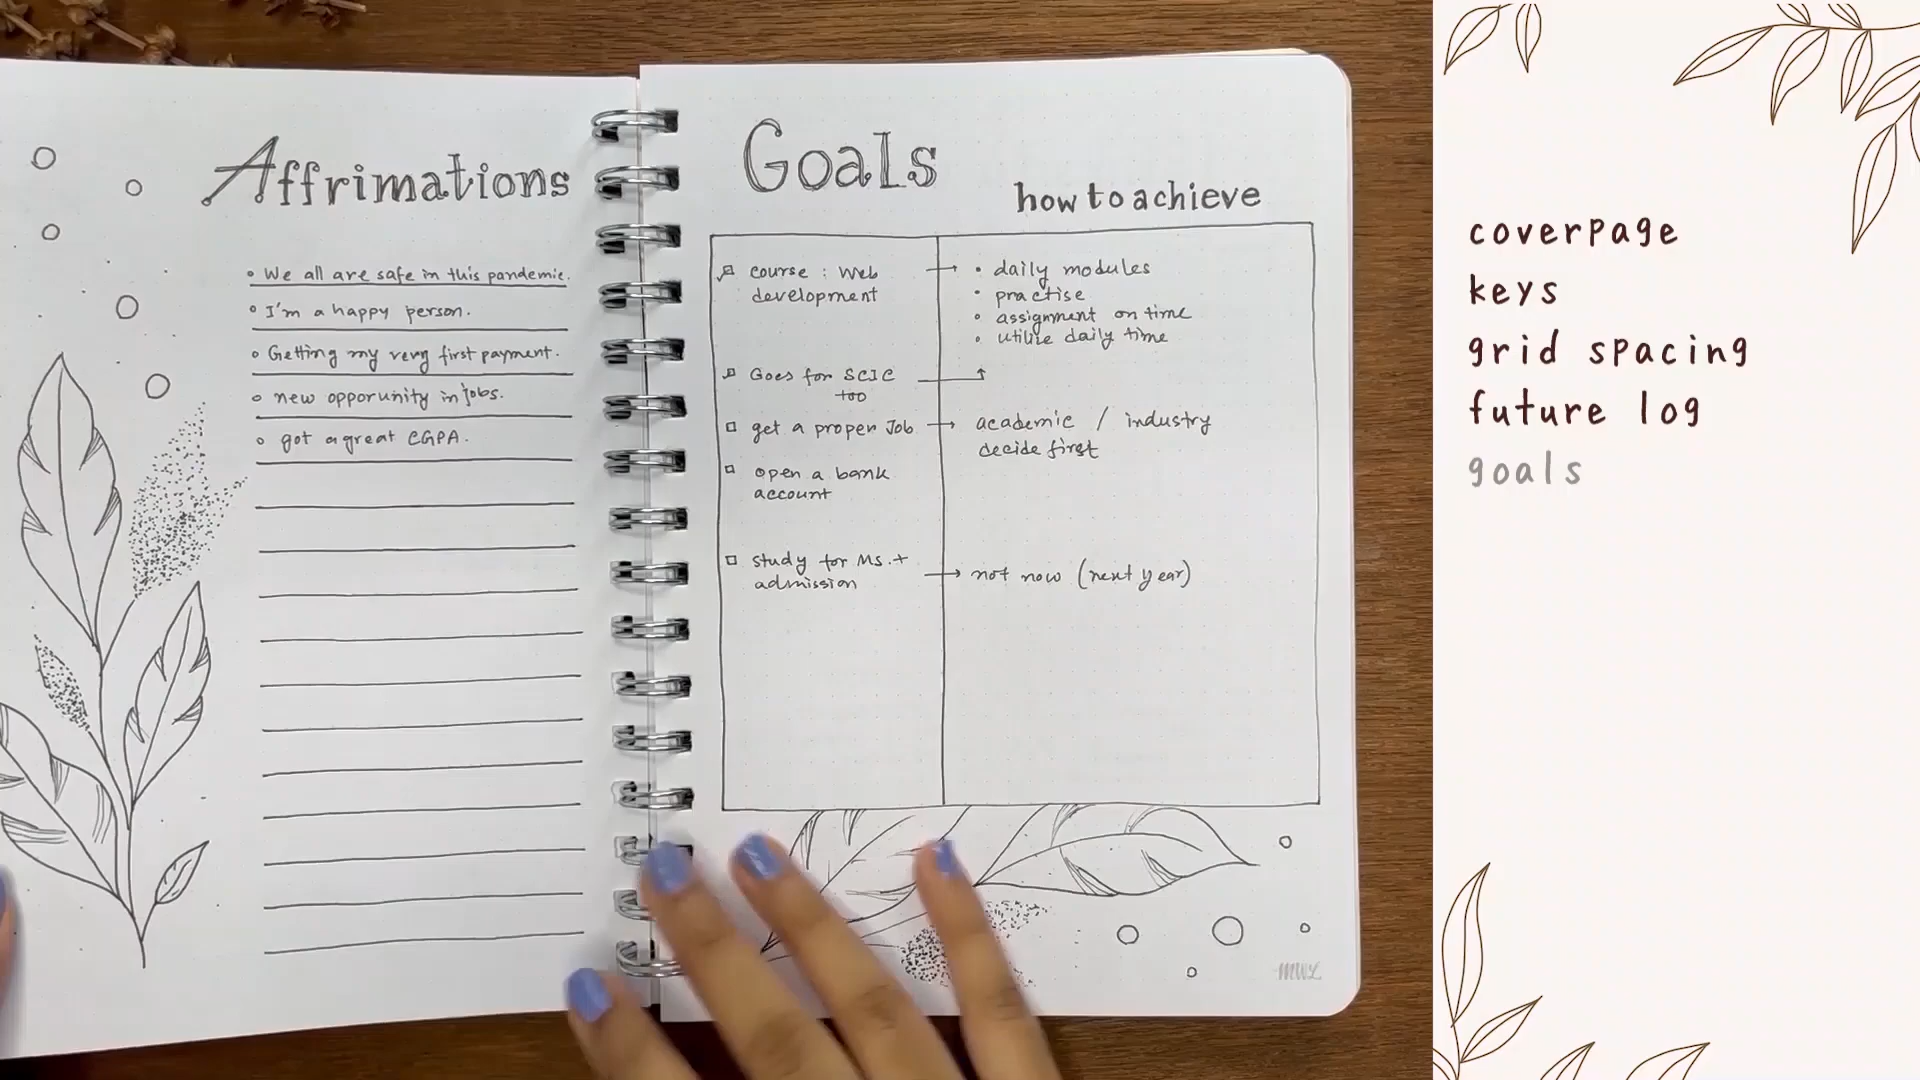 Affrimations
• We all are safe in this pandemic.
• I'm a happy person.
• Getting my very first payment.
• new opporunity in jobs.
• got a great CGPA.
Goals
how to achieve
course : Web
development
→ • daily modules
• practise
• assignment on time
• utilize daily time
Goes for SCIC
too
get a proper Job
→ academic / industry
decide first
open a bank
account
study for Ms. +
admission
→ not now (next year)
MWL
coverpage
keys
grid spacing
future log
goals